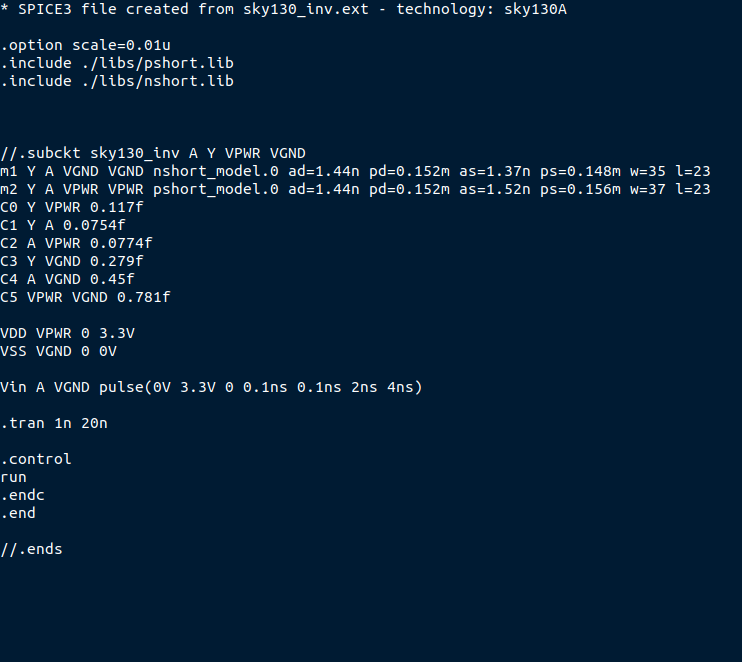 * SPICE3 file created from sky130_inv.ext - technology: sky130A
.option scale=0.01u
.include ./libs/pshort.lib
.include ./libs/nshort.lib
//.subckt sky130_inv A Y VPWR VGND
m1 Y A VGND VGND nshort_model.0 ad=1.44n pd=0.152m as=1.37n ps=0.148m w=35 l=23
m2 Y A VPWR VPWR pshort_model.0 ad=1.44n pd=0.152m as=1.52n ps=0.156m w=37 l=23
C0 Y VPWR 0.117f
C1 Y A 0.0754f
C2 A VPWR 0.0774f
C3 Y VGND 0.279f
C4 A VGND 0.45f
C5 VPWR VGND 0.781f
VDD VPWR 0 3.3V
VSS VGND 0 0V
Vin A VGND pulse(0V 3.3V 0 0.1ns 0.1ns 2ns 4ns)
.tran 1n 20n
.control
run
.endc
.end
//.ends